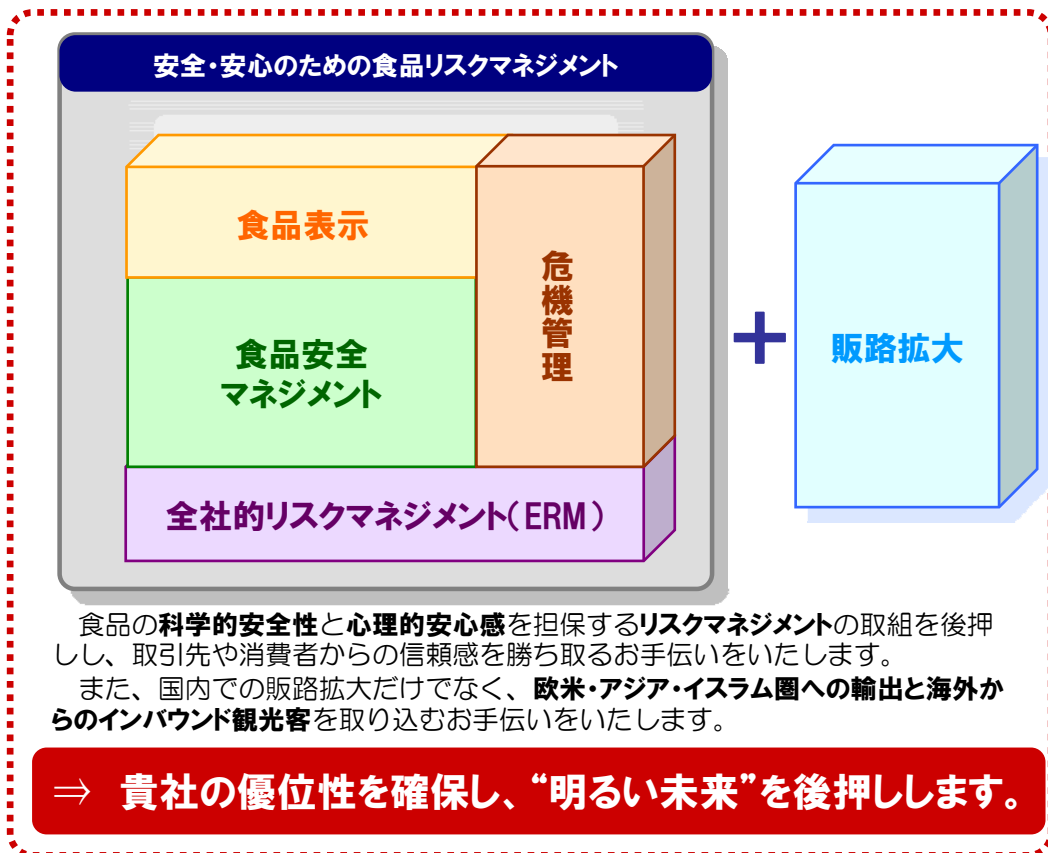 安全・安心のための食品リスクマネジメント
食品表示
危機管理
食品安全
マネジメント
全社的リスクマネジメント(ERM)
+
販路拡大
　食品の科学的安全性と心理的安心感を担保するリスクマネジメントの取組を後押
しし、取引先や消費者からの信頼感を勝ち取るお手伝いをいたします。
　また、国内での販路拡大だけでなく、欧米・アジア・イスラム圏への輸出と海外か
らのインバウンド観光客を取り込むお手伝いをいたします。
⇒ 貴社の優位性を確保し、“明るい未来”を後押しします。